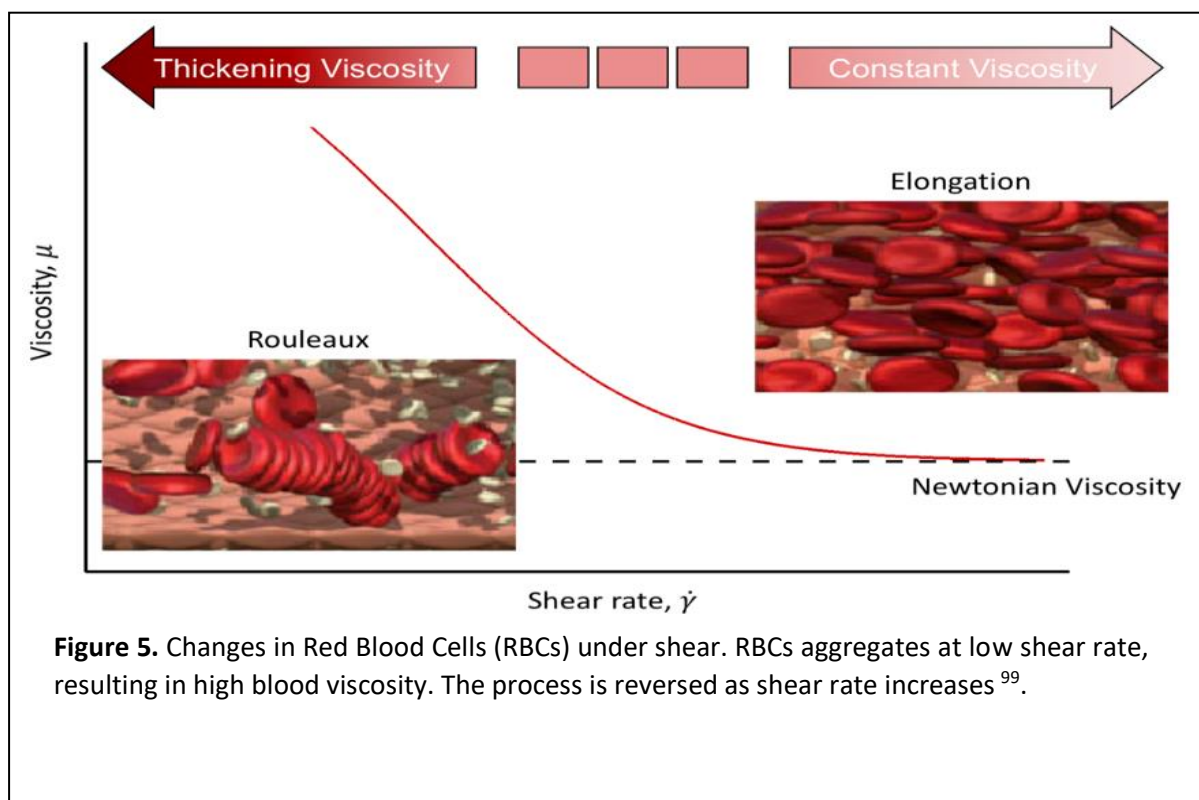 Thickening Viscosity
Constant Viscosity
Elongation
Viscosity, μ
Rouleaux
Newtonian Viscosity
Shear rate, γ̇
Figure 5. Changes in Red Blood Cells (RBCs) under shear. RBCs aggregates at low shear rate,
resulting in high blood viscosity. The process is reversed as shear rate increases 99.